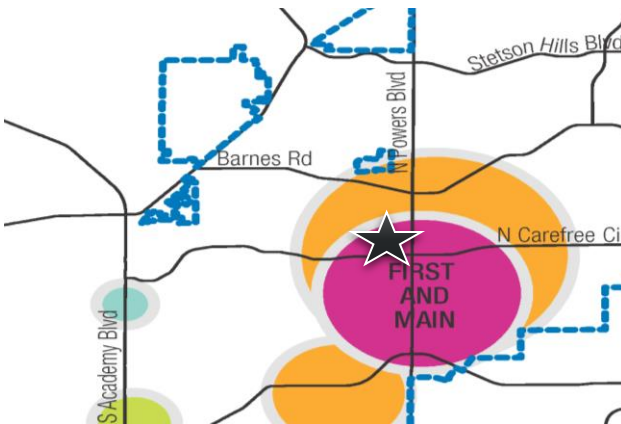 Stetson Hills Blvd
N Powers Blvd
Barnes Rd
N Carefree Ci
FIRST
AND
MAIN
S Academy Blvd